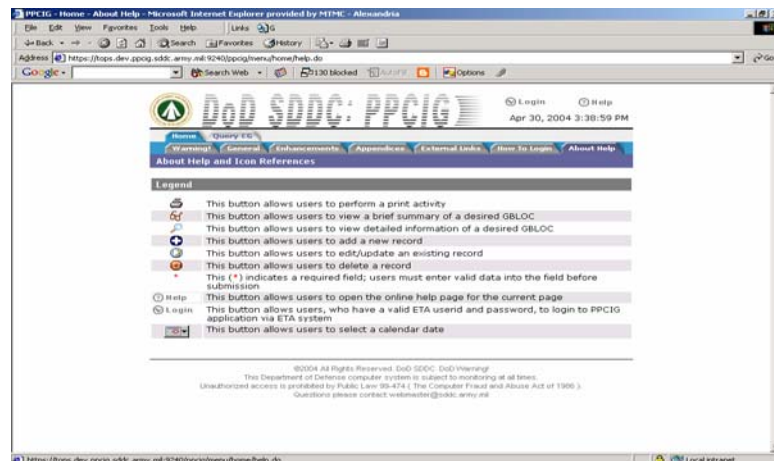 PPCIG - Home - About Help - Microsoft Internet Explorer provided by MTMC - Alexandria
File Edit View Favorites Tools Help Links
Back Search Favorites History
Address https://tops.dev.ppcig.sddc.army.mil:9240/ppcig/menu/home/help.do Go
Google Search Web 130 blocked Options
DoD SDDC: PPCIG
Login Help
Apr 30, 2004 3:38:59 PM
Home Query CG
Warning! General Enhancements Appendices External Links How To Login About Help
About Help and Icon References
Legend
This button allows users to perform a print activity
This button allows users to view a brief summary of a desired GBLOC
This button allows users to view detailed information of a desired GBLOC
This button allows users to add a new record
This button allows users to edit/update an existing record
This button allows users to delete a record
* This (*) indicates a required field; users must enter valid data into the field before
submission
Help This button allows users to open the online help page for the current page
Login This button allows users, who have a valid ETA userid and password, to login to PPCIG
application via ETA system
This button allows users to select a calendar date
©2004 All Rights Reserved. DoD SDDC. DoD Warning!
This Department of Defense computer system is subject to monitoring at all times.
Unauthorized access is prohibited by Public Law 99-474 ( The Computer Fraud and Abuse Act of 1986 ).
Questions please contact webmaster@sddc.army.mil
https://tops.dev.ppcig.sddc.army.mil:9240/ppcig/menu/home/help.do Local intranet